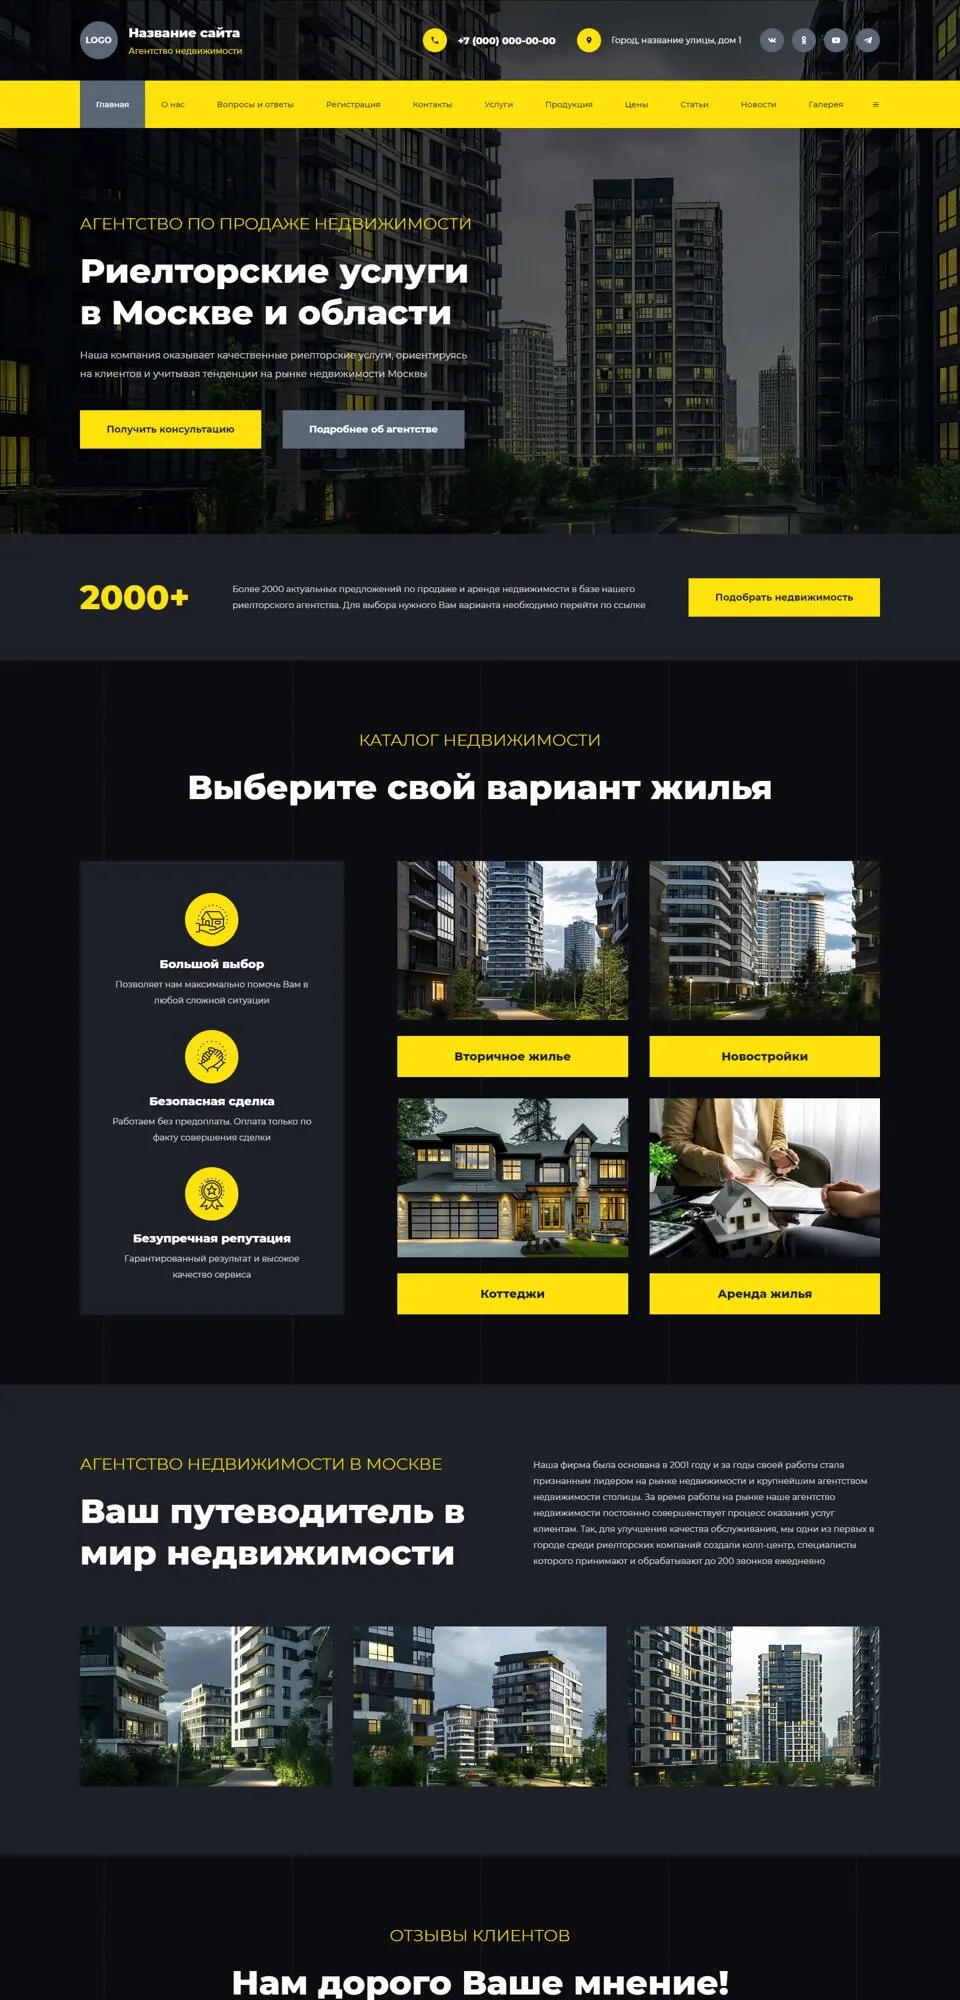 LOGO
Название сайта
Агентство недвижимости
+7 (000) 000-00-00
Город, название улицы, дом 1
Главная
О нас
Вопросы и ответы
Регистрация
Контакты
Услуги
Продукция
Цены
Статьи
Новости
Галерея
АГЕНТСТВО ПО ПРОДАЖЕ НЕДВИЖИМОСТИ
Риелторские услуги
в Москве и области
Наша компания оказывает качественные риелторские услуги, ориентируясь
на клиентов и учитывая тенденции на рынке недвижимости Москвы
Получить консультацию
Подробнее об агентстве
2000+
Более 2000 актуальных предложений по продаже и аренде недвижимости в базе нашего
риелторского агентства. Для выбора нужного Вам варианта необходимо перейти по ссылке
Подобрать недвижимость
КАТАЛОГ НЕДВИЖИМОСТИ
Выберите свой вариант жилья
Большой выбор
Позволяет нам максимально помочь Вам в
любой сложной ситуации
Безопасная сделка
Работаем без предоплаты. Оплата только по
факту совершения сделки
Безупречная репутация
Гарантированный результат и высокое
качество сервиса
Вторичное жилье
Новостройки
Коттеджи
Аренда жилья
АГЕНТСТВО НЕДВИЖИМОСТИ В МОСКВЕ
Ваш путеводитель в
мир недвижимости
Наша фирма была основана в 2001 году и за годы своей работы стала
признанным лидером на рынке недвижимости и крупнейшим агентством
недвижимости столицы. За время работы на рынке наше агентство
недвижимости постоянно совершенствует процесс оказания услуг
клиентам. Так, для улучшения качества обслуживания, мы одни из первых в
городе среди риелторских компаний создали колл-центр, специалисты
которого принимают и обрабатывают до 200 звонков ежедневно
ОТЗЫВЫ КЛИЕНТОВ
Нам дорого Ваше мнение!